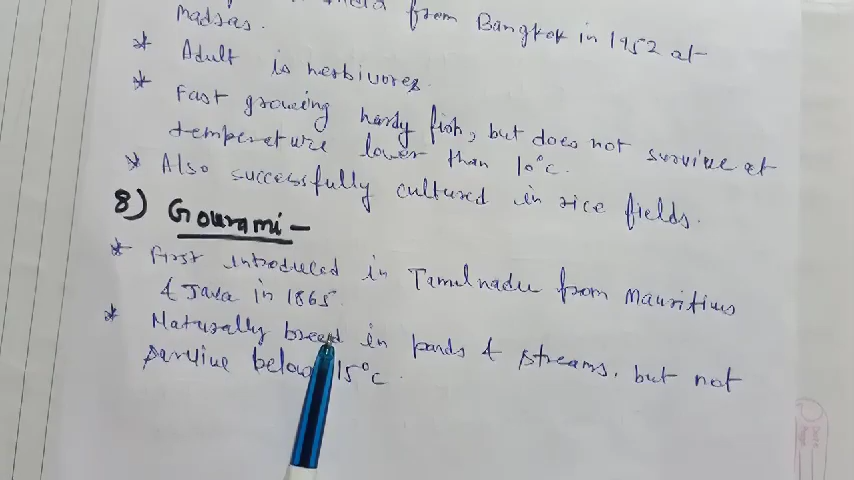 from Bangkok in 1952 at
Madras.
* Adult is herbivores.
* Fast growing hardy fish, but does not survive at
temperature lower than 10°C.
* Also successfully cultured in rice fields.
8) Gourami -
* First introduced in Tamilnadu from Mauritius
& Java in 1865.
* Naturally breed in ponds & streams, but not
survive below 15°C.